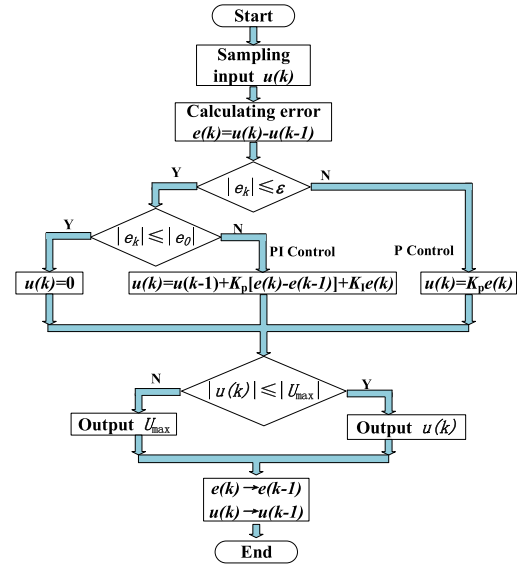 Start
Sampling
input u(k)
Calculating error
e(k)=u(k)-u(k-1)
Y
|eₖ|≤ε
N
Y
|eₖ|≤|e₀|
N
PI Control
P Control
u(k)=0
u(k)=u(k-1)+Kₚ[e(k)-e(k-1)]+K_I e(k)
u(k)=Kₚe(k)
N
|u(k)|≤|Uₘₐₓ|
Y
Output Uₘₐₓ
Output u(k)
e(k)→e(k-1)
u(k)→u(k-1)
End